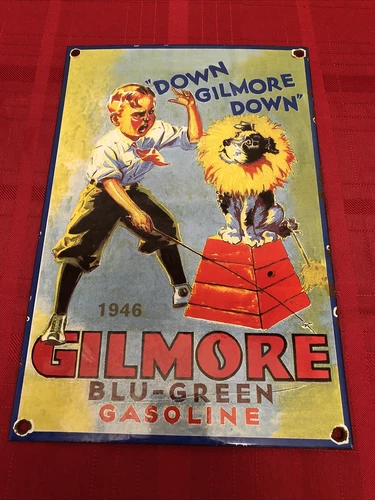 "DOWN
GILMORE
DOWN"
1946
GILMORE
BLU-GREEN
GASOLINE